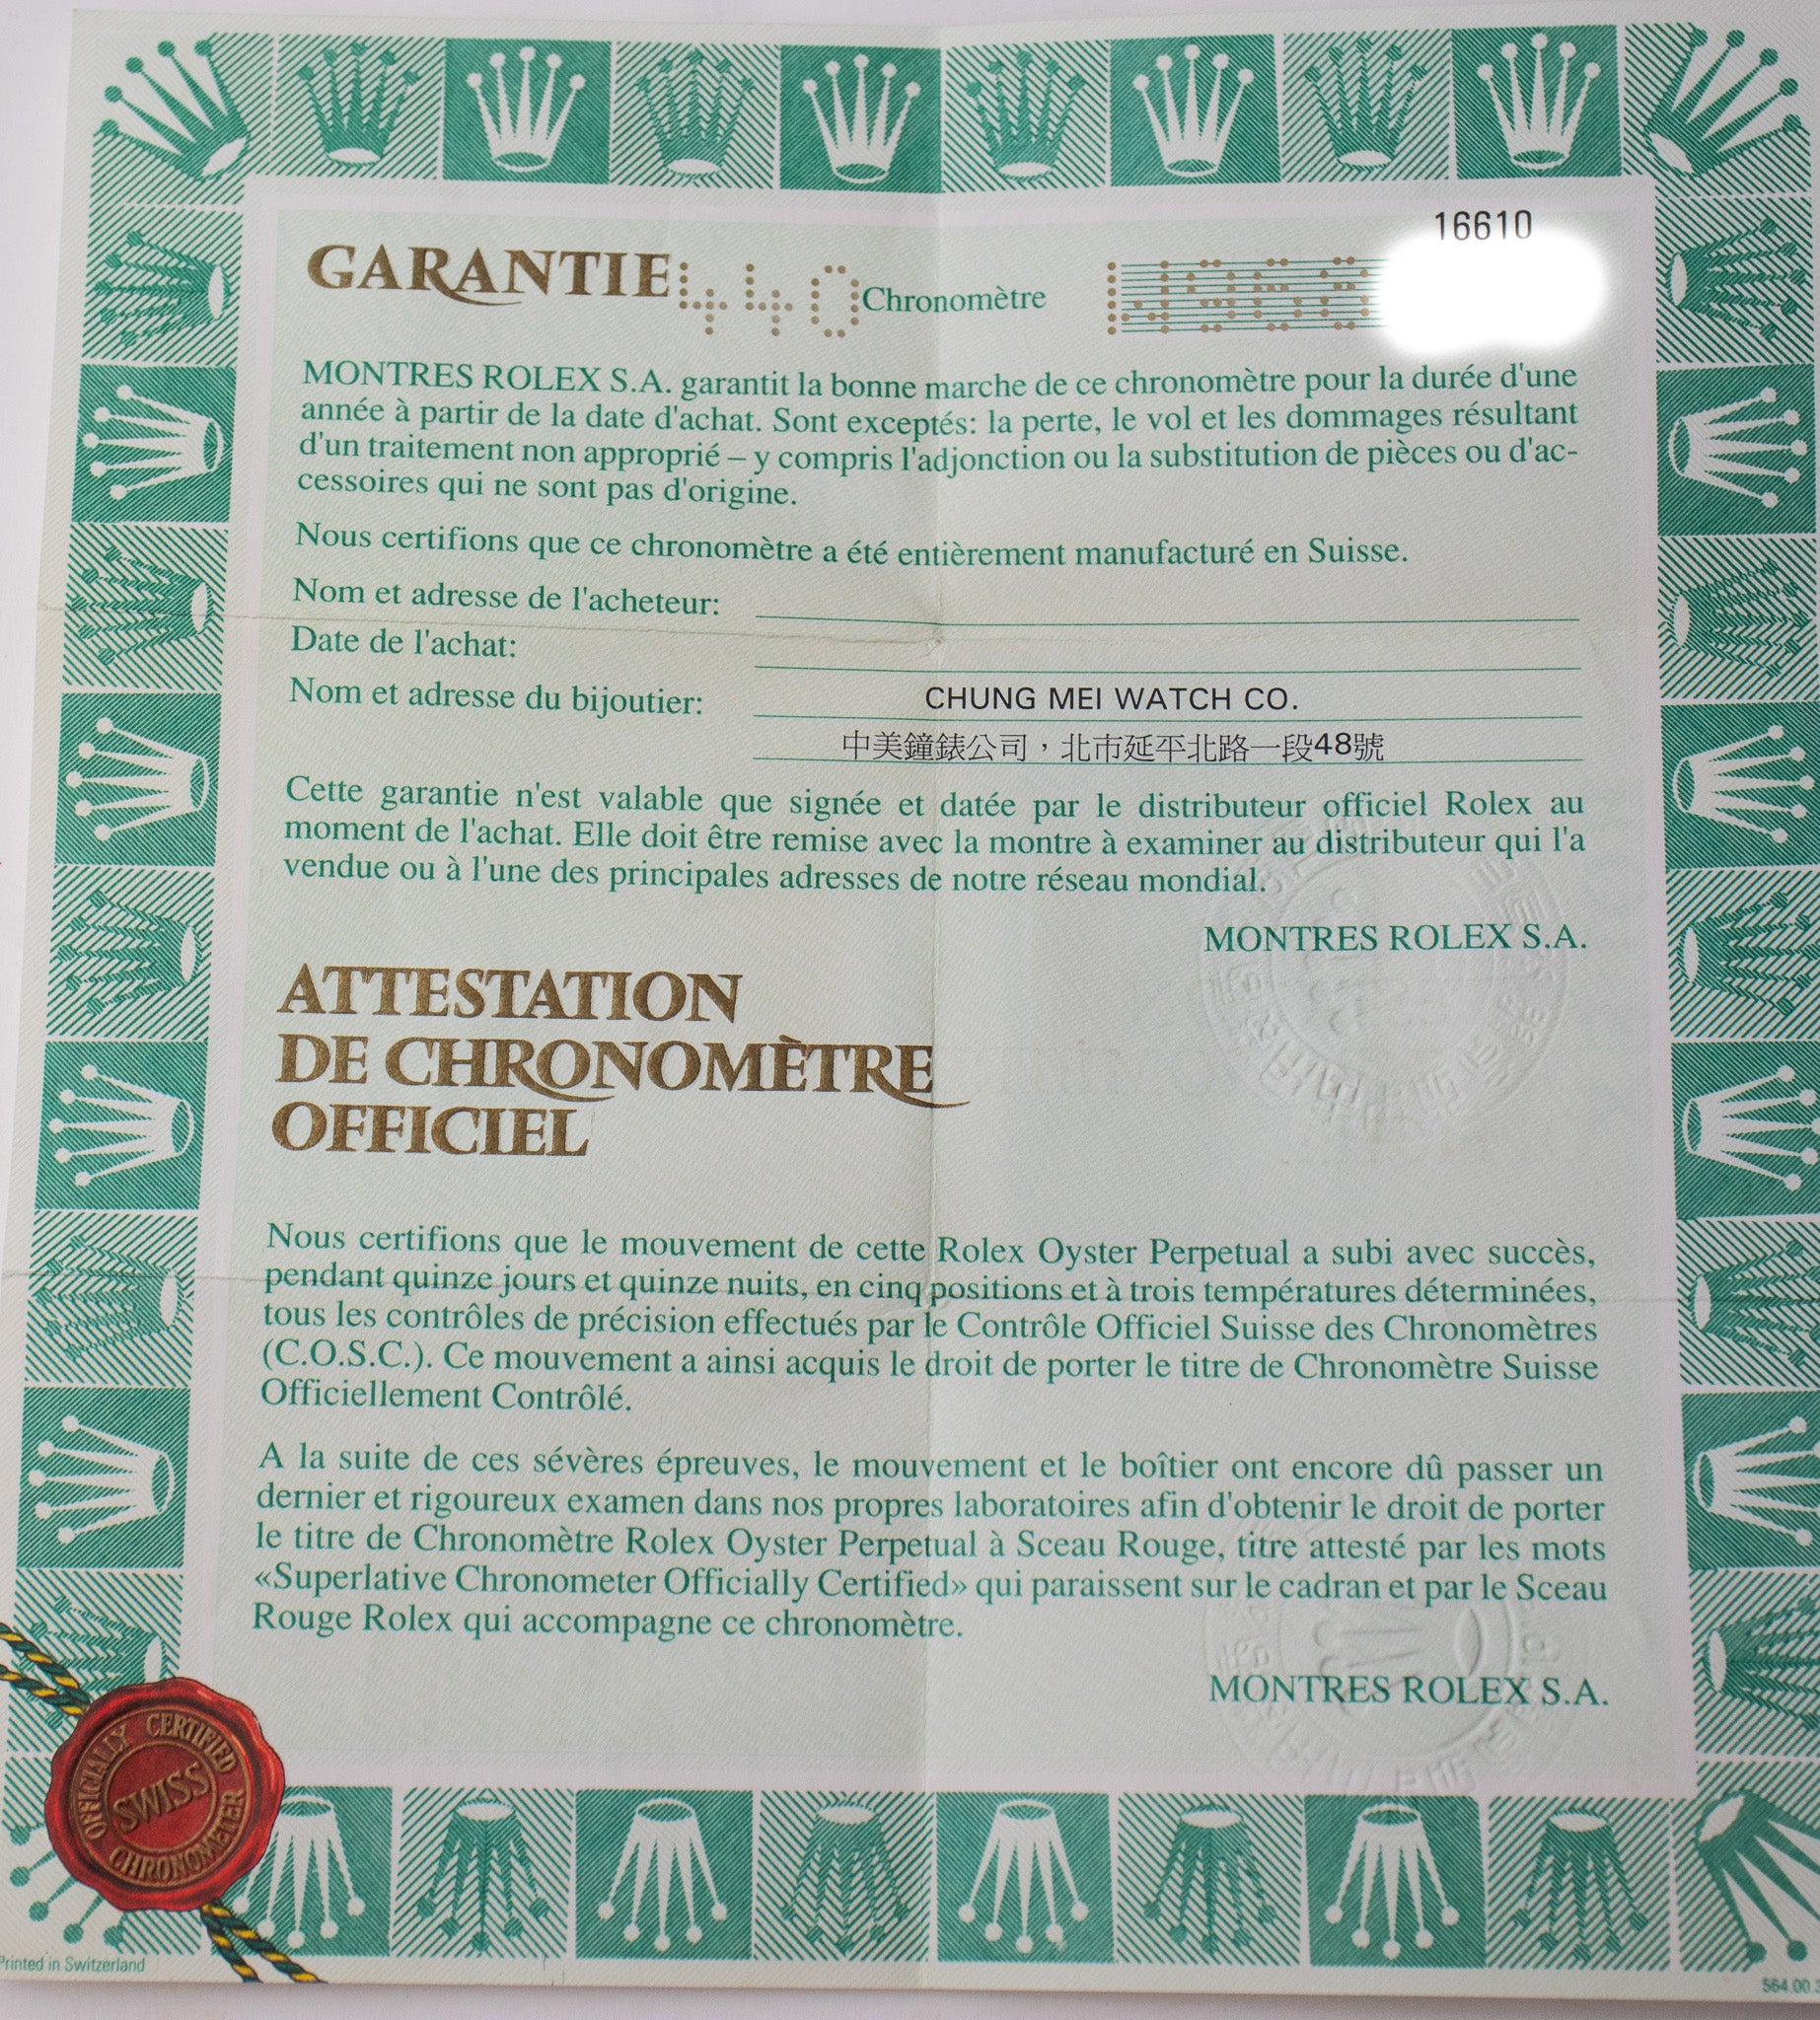 16610
GARANTIE 440 Chronomètre
MONTRES ROLEX S.A. garantit la bonne marche de ce chronomètre pour la durée d'une
année à partir de la date d'achat. Sont exceptés: la perte, le vol et les dommages résultant
d'un traitement non approprié – y compris l'adjonction ou la substitution de pièces ou d'ac-
cessoires qui ne sont pas d'origine.
Nous certifions que ce chronomètre a été entièrement manufacturé en Suisse.
Nom et adresse de l'acheteur:
Date de l'achat:
Nom et adresse du bijoutier: CHUNG MEI WATCH CO.
中美鐘錶公司，北市延平北路一段48號
Cette garantie n'est valable que signée et datée par le distributeur officiel Rolex au
moment de l'achat. Elle doit être remise avec la montre à examiner au distributeur qui l'a
vendue ou à l'une des principales adresses de notre réseau mondial.
MONTRES ROLEX S.A.
ATTESTATION
DE CHRONOMÈTRE
OFFICIEL
Nous certifions que le mouvement de cette Rolex Oyster Perpetual a subi avec succès,
pendant quinze jours et quinze nuits, en cinq positions et à trois températures déterminées,
tous les contrôles de précision effectués par le Contrôle Officiel Suisse des Chronomètres
(C.O.S.C.). Ce mouvement a ainsi acquis le droit de porter le titre de Chronomètre Suisse
Officiellement Contrôlé.
A la suite de ces sévères épreuves, le mouvement et le boîtier ont encore dû passer un
dernier et rigoureux examen dans nos propres laboratoires afin d'obtenir le droit de porter
le titre de Chronomètre Rolex Oyster Perpetual à Sceau Rouge, titre attesté par les mots
«Superlative Chronometer Officially Certified» qui paraissent sur le cadran et par le Sceau
Rouge Rolex qui accompagne ce chronomètre.
MONTRES ROLEX S.A.
OFFICIALLY CERTIFIED
SWISS
CHRONOMETER
Printed in Switzerland
564.00.3